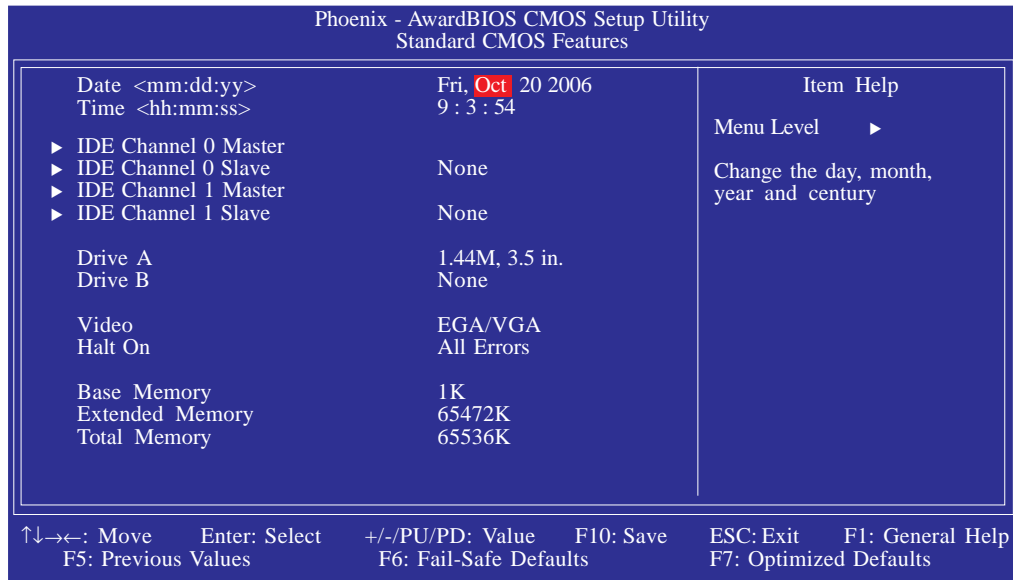 Phoenix - AwardBIOS CMOS Setup Utility
Standard CMOS Features
Date <mm:dd:yy> Fri, Oct 20 2006
Time <hh:mm:ss> 9 : 3 : 54
▶ IDE Channel 0 Master
▶ IDE Channel 0 Slave None
▶ IDE Channel 1 Master
▶ IDE Channel 1 Slave None
Drive A 1.44M, 3.5 in.
Drive B None
Video EGA/VGA
Halt On All Errors
Base Memory 1K
Extended Memory 65472K
Total Memory 65536K
Item Help
Menu Level ▶
Change the day, month,
year and century
↑↓→←: Move Enter: Select +/-/PU/PD: Value F10: Save ESC: Exit F1: General Help
F5: Previous Values F6: Fail-Safe Defaults F7: Optimized Defaults